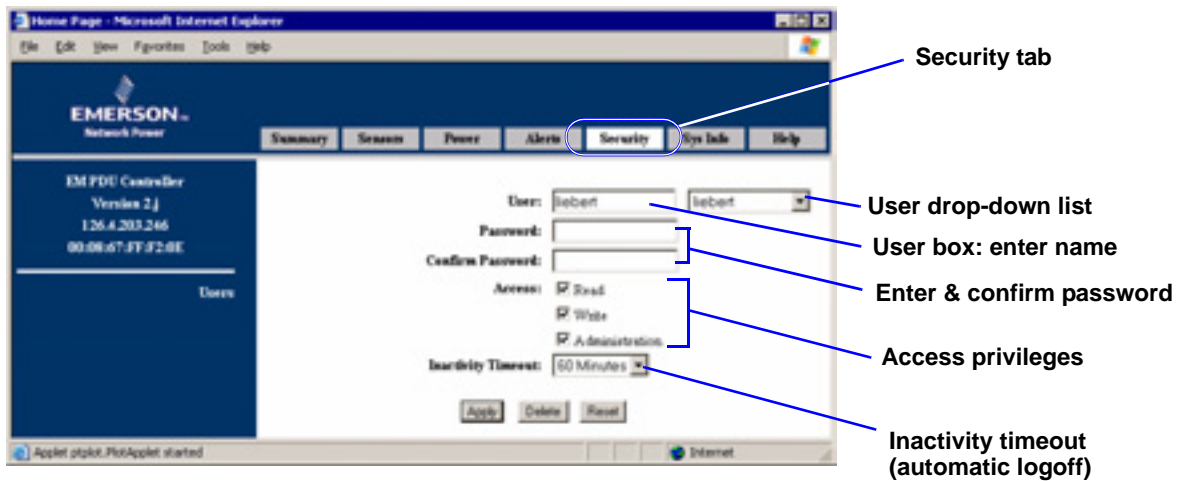 Home Page - Microsoft Internet Explorer
File Edit View Favorites Tools Help
Security tab
EMERSON™
Network Power
Summary Sensors Power Alerts Security Sys Info Help
EM PDU Controller
Version 2.j
126.4.203.246
00:08:67:FF:F2:0E
Users
User: liebert liebert
User drop-down list
User box: enter name
Password:
Confirm Password:
Enter & confirm password
Access: Read
Write
Administration
Access privileges
Inactivity Timeout: 60 Minutes
Apply Delete Reset
Inactivity timeout
(automatic logoff)
Applet ptplot.PlotApplet started Internet